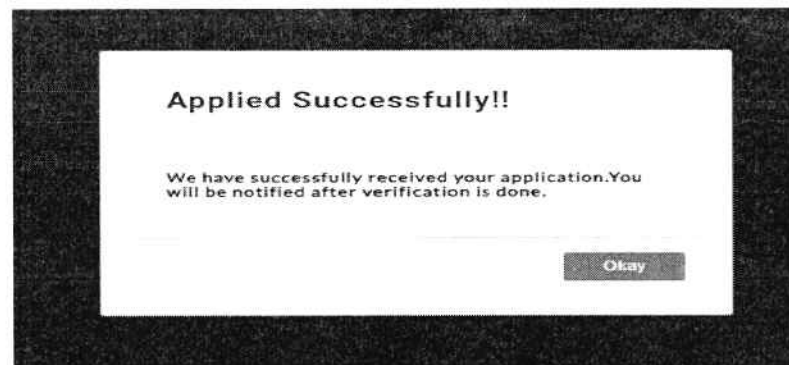 Applied Successfully!!
We have successfully received your application.You
will be notified after verification is done.
Okay